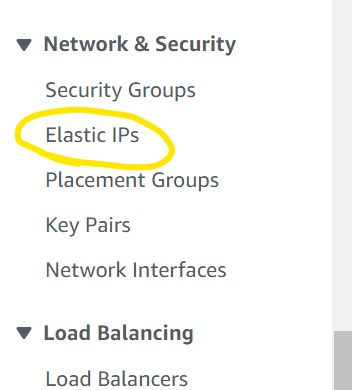 Network & Security
Security Groups
Elastic IPs
Placement Groups
Key Pairs
Network Interfaces
Load Balancing
Load Balancers